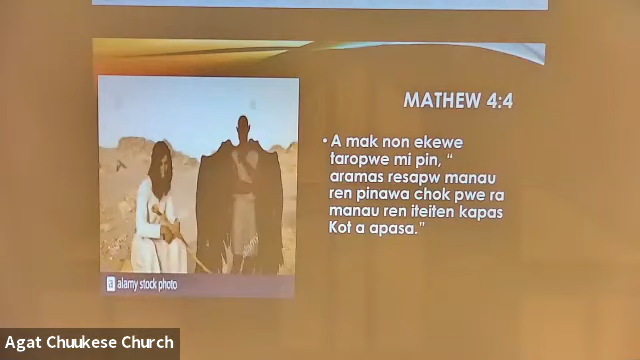 MATHEW 4:4
• A mak non ekewe
taropwe mi pin, “
aramas resapw manau
ren pinawa chok pwe ra
manau ren iteiten kapas
Kot a apasa.”
a alamy stock photo
Agat Chuukese Church